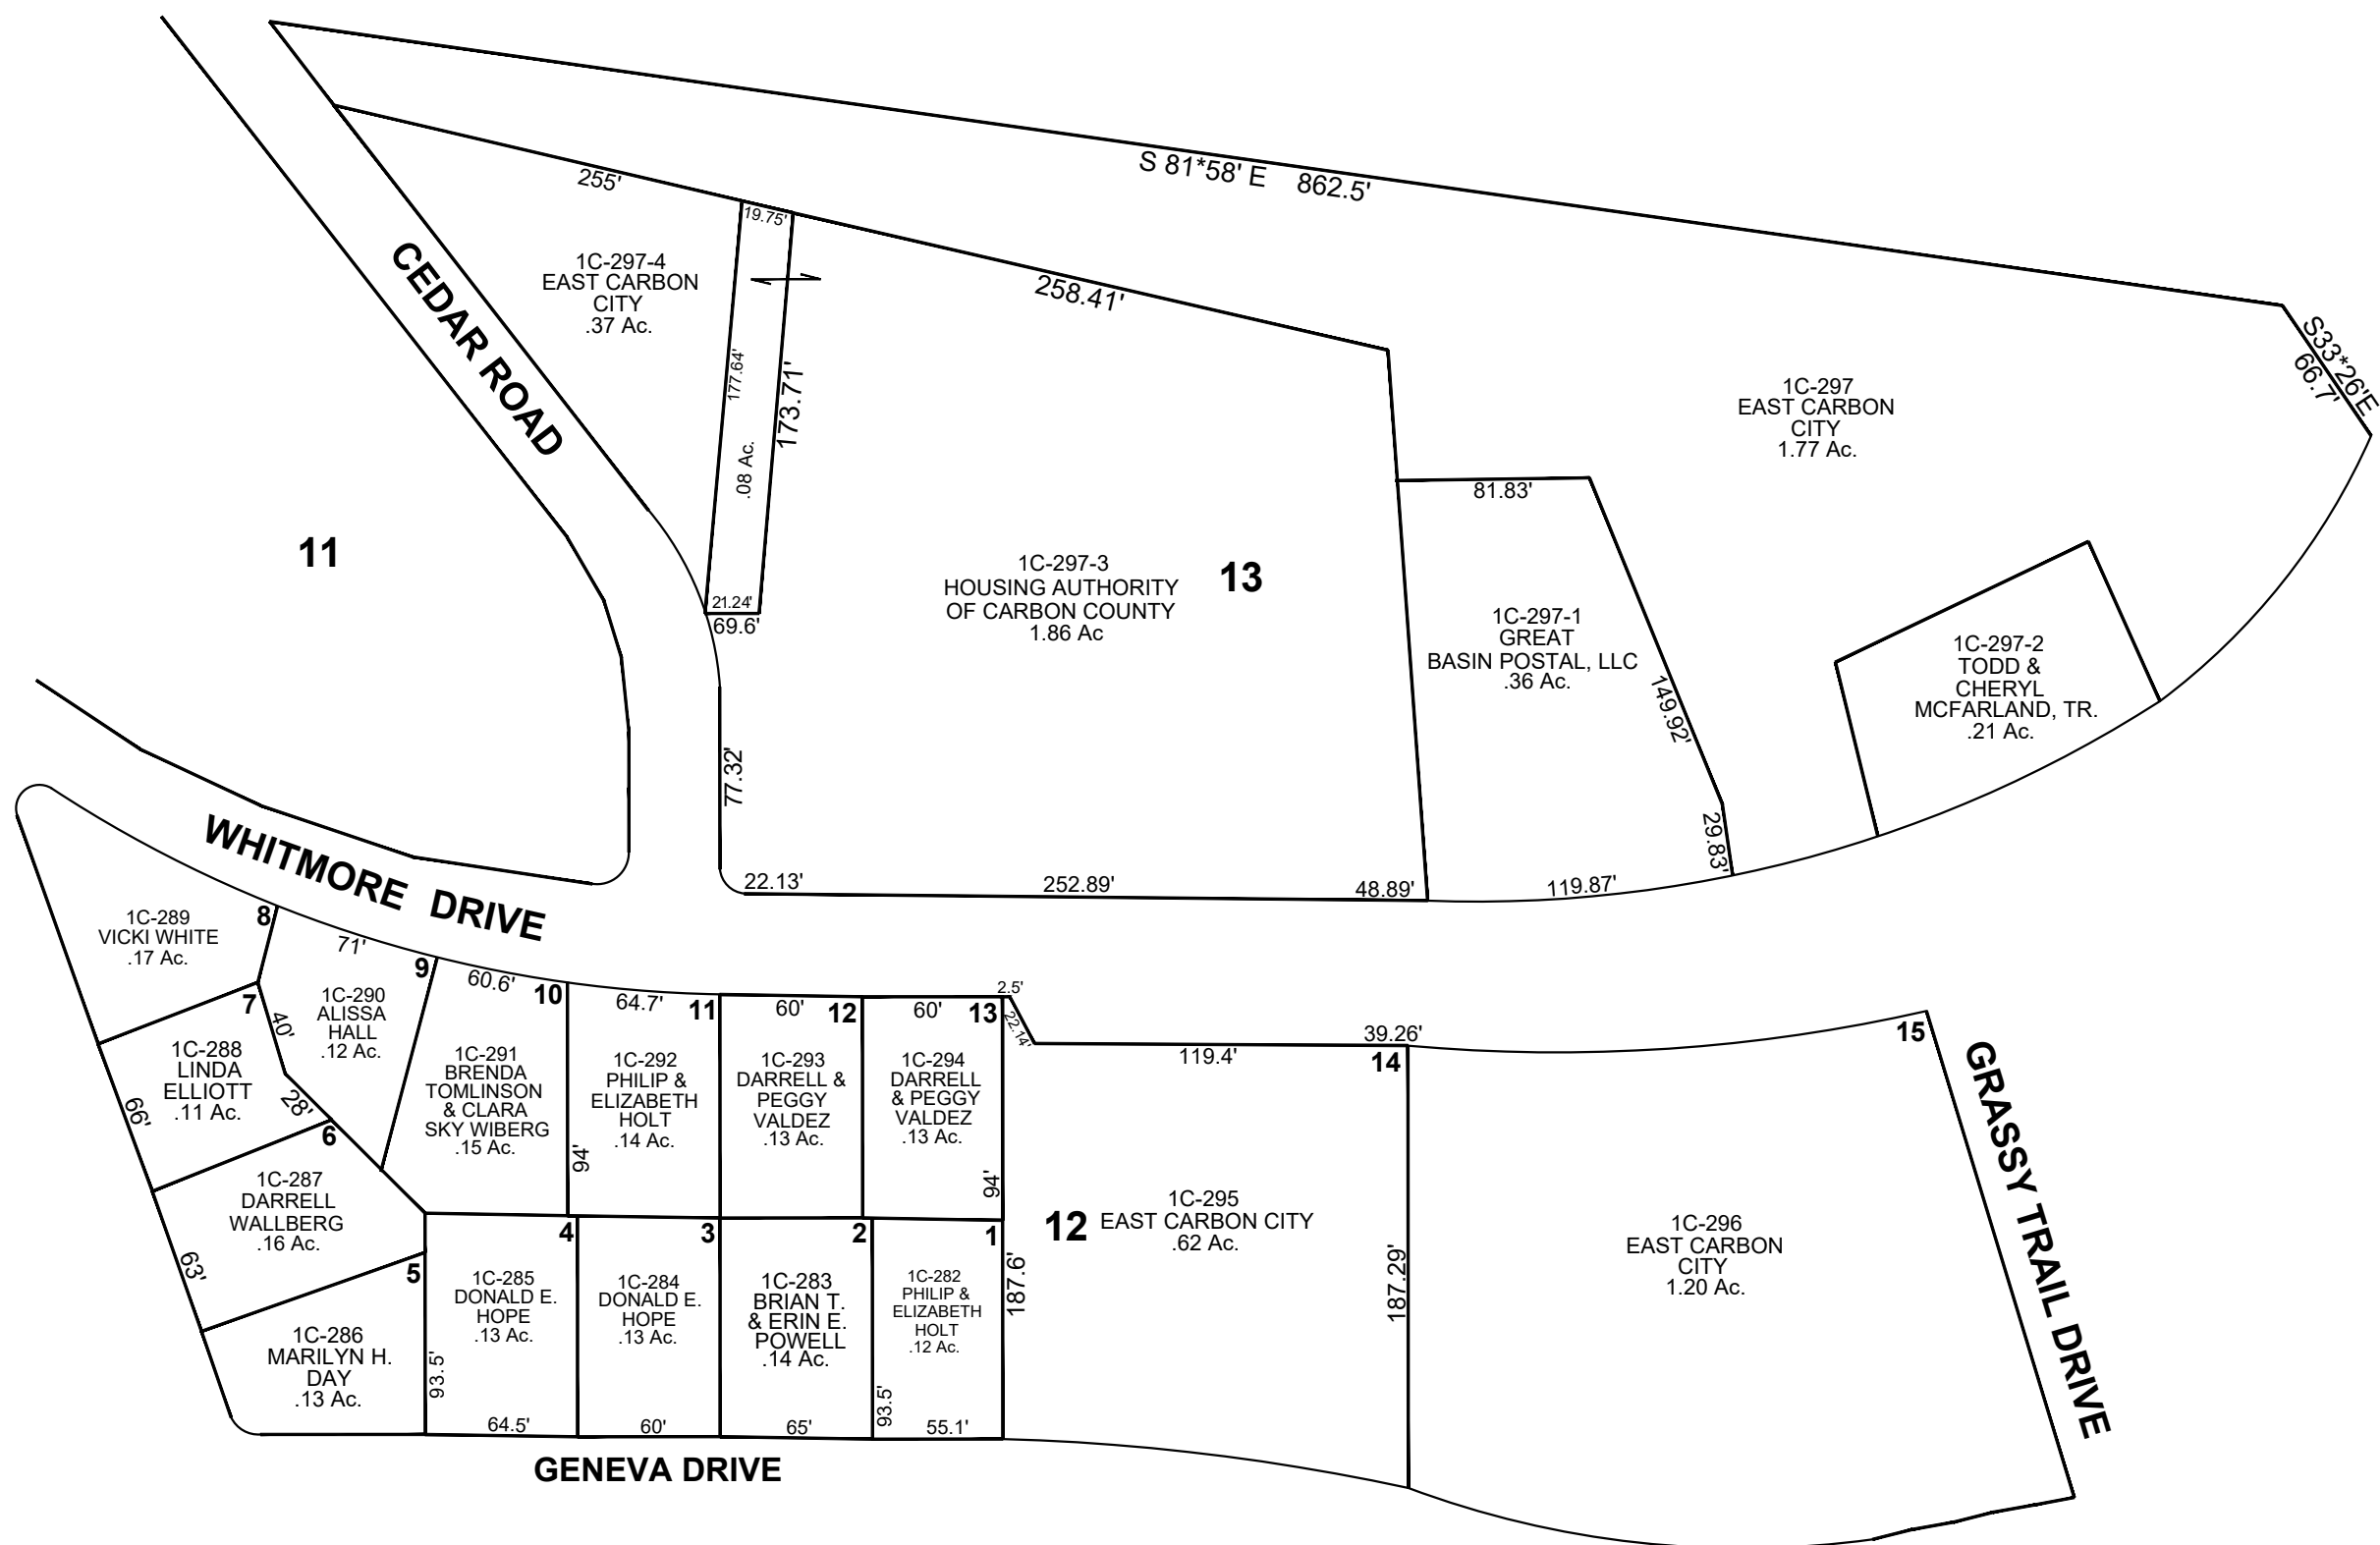 S 81*58' E 862.5'
255'
19.75'
1C-297-4
EAST CARBON
CITY
.37 Ac.
258.41'
CEDAR ROAD
177.64'
173.71'
.08 Ac.
S33*26'E
66.7'
1C-297
EAST CARBON
CITY
1.77 Ac.
81.83'
11
1C-297-3
HOUSING AUTHORITY
OF CARBON COUNTY
1.86 Ac
13
21.24'
69.6'
1C-297-1
GREAT
BASIN POSTAL, LLC
.36 Ac.
149.92'
1C-297-2
TODD &
CHERYL
MCFARLAND, TR.
.21 Ac.
77.32'
29.83'
22.13'
252.89'
48.89'
119.87'
WHITMORE DRIVE
1C-289
VICKI WHITE
.17 Ac.
8
71'
9
60.6'
10
64.7'
11
60'
12
60'
13
2.5'
22.14'
119.4'
39.26'
14
15
7
40'
1C-290
ALISSA
HALL
.12 Ac.
1C-288
LINDA
ELLIOTT
.11 Ac.
28'
66'
6
1C-291
BRENDA
TOMLINSON
& CLARA
SKY WIBERG
.15 Ac.
94'
1C-292
PHILIP &
ELIZABETH
HOLT
.14 Ac.
1C-293
DARRELL &
PEGGY
VALDEZ
.13 Ac.
1C-294
DARRELL
& PEGGY
VALDEZ
.13 Ac.
94'
GRASSY TRAIL DRIVE
1C-287
DARRELL
WALLBERG
.16 Ac.
63'
5
4
3
2
1
12
1C-295
EAST CARBON CITY
.62 Ac.
187.6'
187.29'
1C-296
EAST CARBON
CITY
1.20 Ac.
1C-286
MARILYN H.
DAY
.13 Ac.
93.5'
1C-285
DONALD E.
HOPE
.13 Ac.
1C-284
DONALD E.
HOPE
.13 Ac.
1C-283
BRIAN T.
& ERIN E.
POWELL
.14 Ac.
1C-282
PHILIP &
ELIZABETH
HOLT
.12 Ac.
93.5'
64.5'
60'
65'
55.1'
GENEVA DRIVE